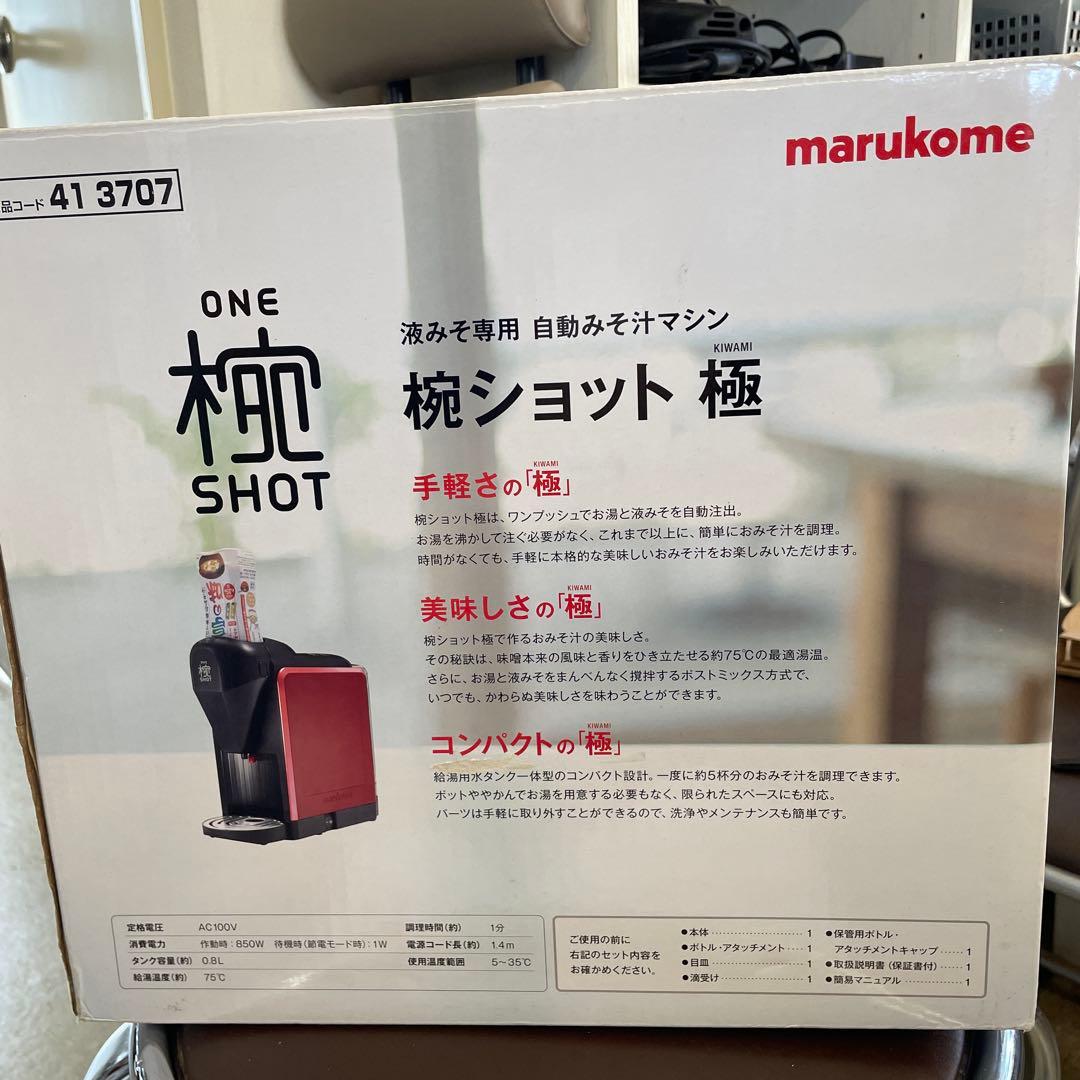 marukome
品コード 41 3707
ONE
椀
SHOT
液みそ専用 自動みそ汁マシン
KIWAMI
椀ショット 極
KIWAMI
手軽さの「極」
椀ショット極は、ワンプッシュでお湯と液みそを自動注出。
お湯を沸かして注ぐ必要がなく、これまで以上に、簡単におみそ汁を調理。
時間がなくても、手軽に本格的な美味しいおみそ汁をお楽しみいただけます。
KIWAMI
美味しさの「極」
椀ショット極で作るおみそ汁の美味しさ。
その秘訣は、味噌本来の風味と香りをひき立たせる約75℃の最適湯温。
さらに、お湯と液みそをまんべんなく撹拌するポストミックス方式で、
いつでも、かわらぬ美味しさを味わうことができます。
KIWAMI
コンパクトの「極」
給湯用水タンク一体型のコンパクト設計。一度に約5杯分のおみそ汁を調理できます。
ポットややかんでお湯を用意する必要もなく、限られたスペースにも対応。
パーツは手軽に取り外すことができるので、洗浄やメンテナンスも簡単です。
椀
SHOT
marukome
定格電圧 AC100V 調理時間(約) 1分
消費電力 作動時:850W 待機時(節電モード時):1W 電源コード長(約) 1.4m
タンク容量(約) 0.8L 使用温度範囲 5~35℃
給湯温度(約) 75℃
ご使用の前に
右記のセット内容を
お確かめください。
●本体‥‥‥‥‥1
●ボトル・アタッチメント‥‥1
●目皿‥‥‥‥‥1
●滴受け‥‥‥‥1
●保管用ボトル・
アタッチメントキャップ‥‥1
●取扱説明書(保証書付)‥‥1
●簡易マニュアル‥‥‥‥1